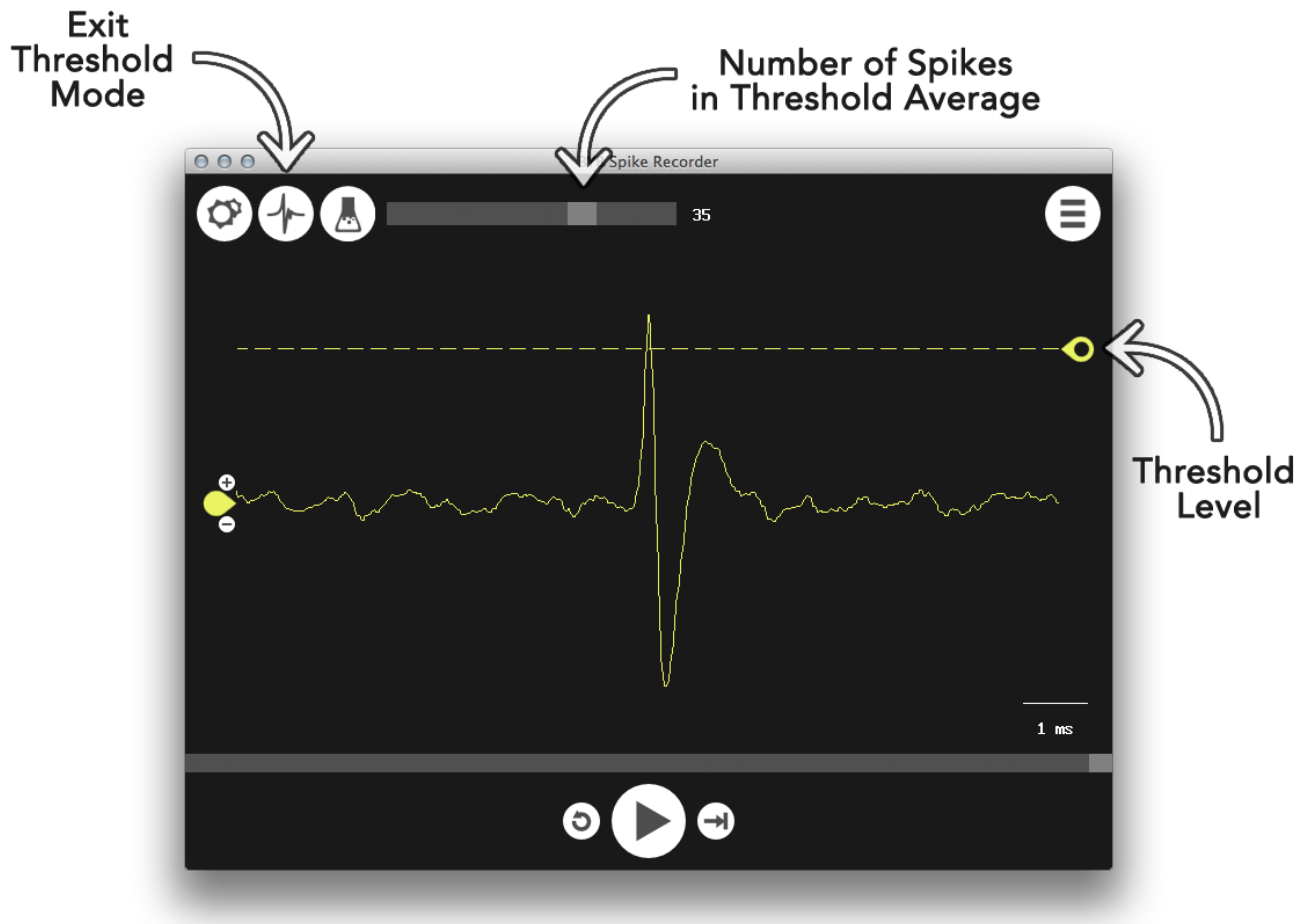 Exit
Threshold
Mode
Number of Spikes
in Threshold Average
Spike Recorder
35
Threshold
Level
1 ms